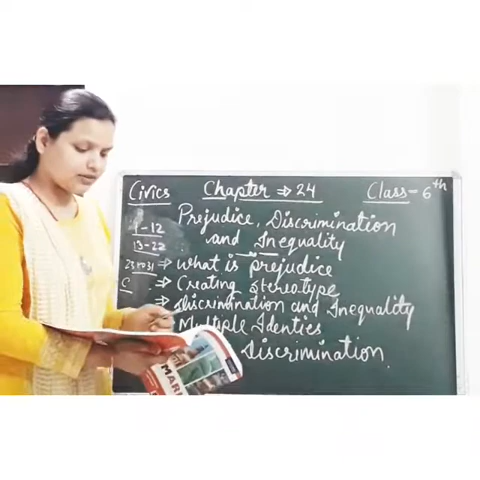 Civics Chapter ⇒ 24 Class - 6th
Prejudice, Discrimination
1-12 and Inequality
13-22
23 to 31 ⇒ What is prejudice
⇒ Creating stereotype
⇒ Discrimination and Inequality
Multiple Identies
Discrimination
MAR